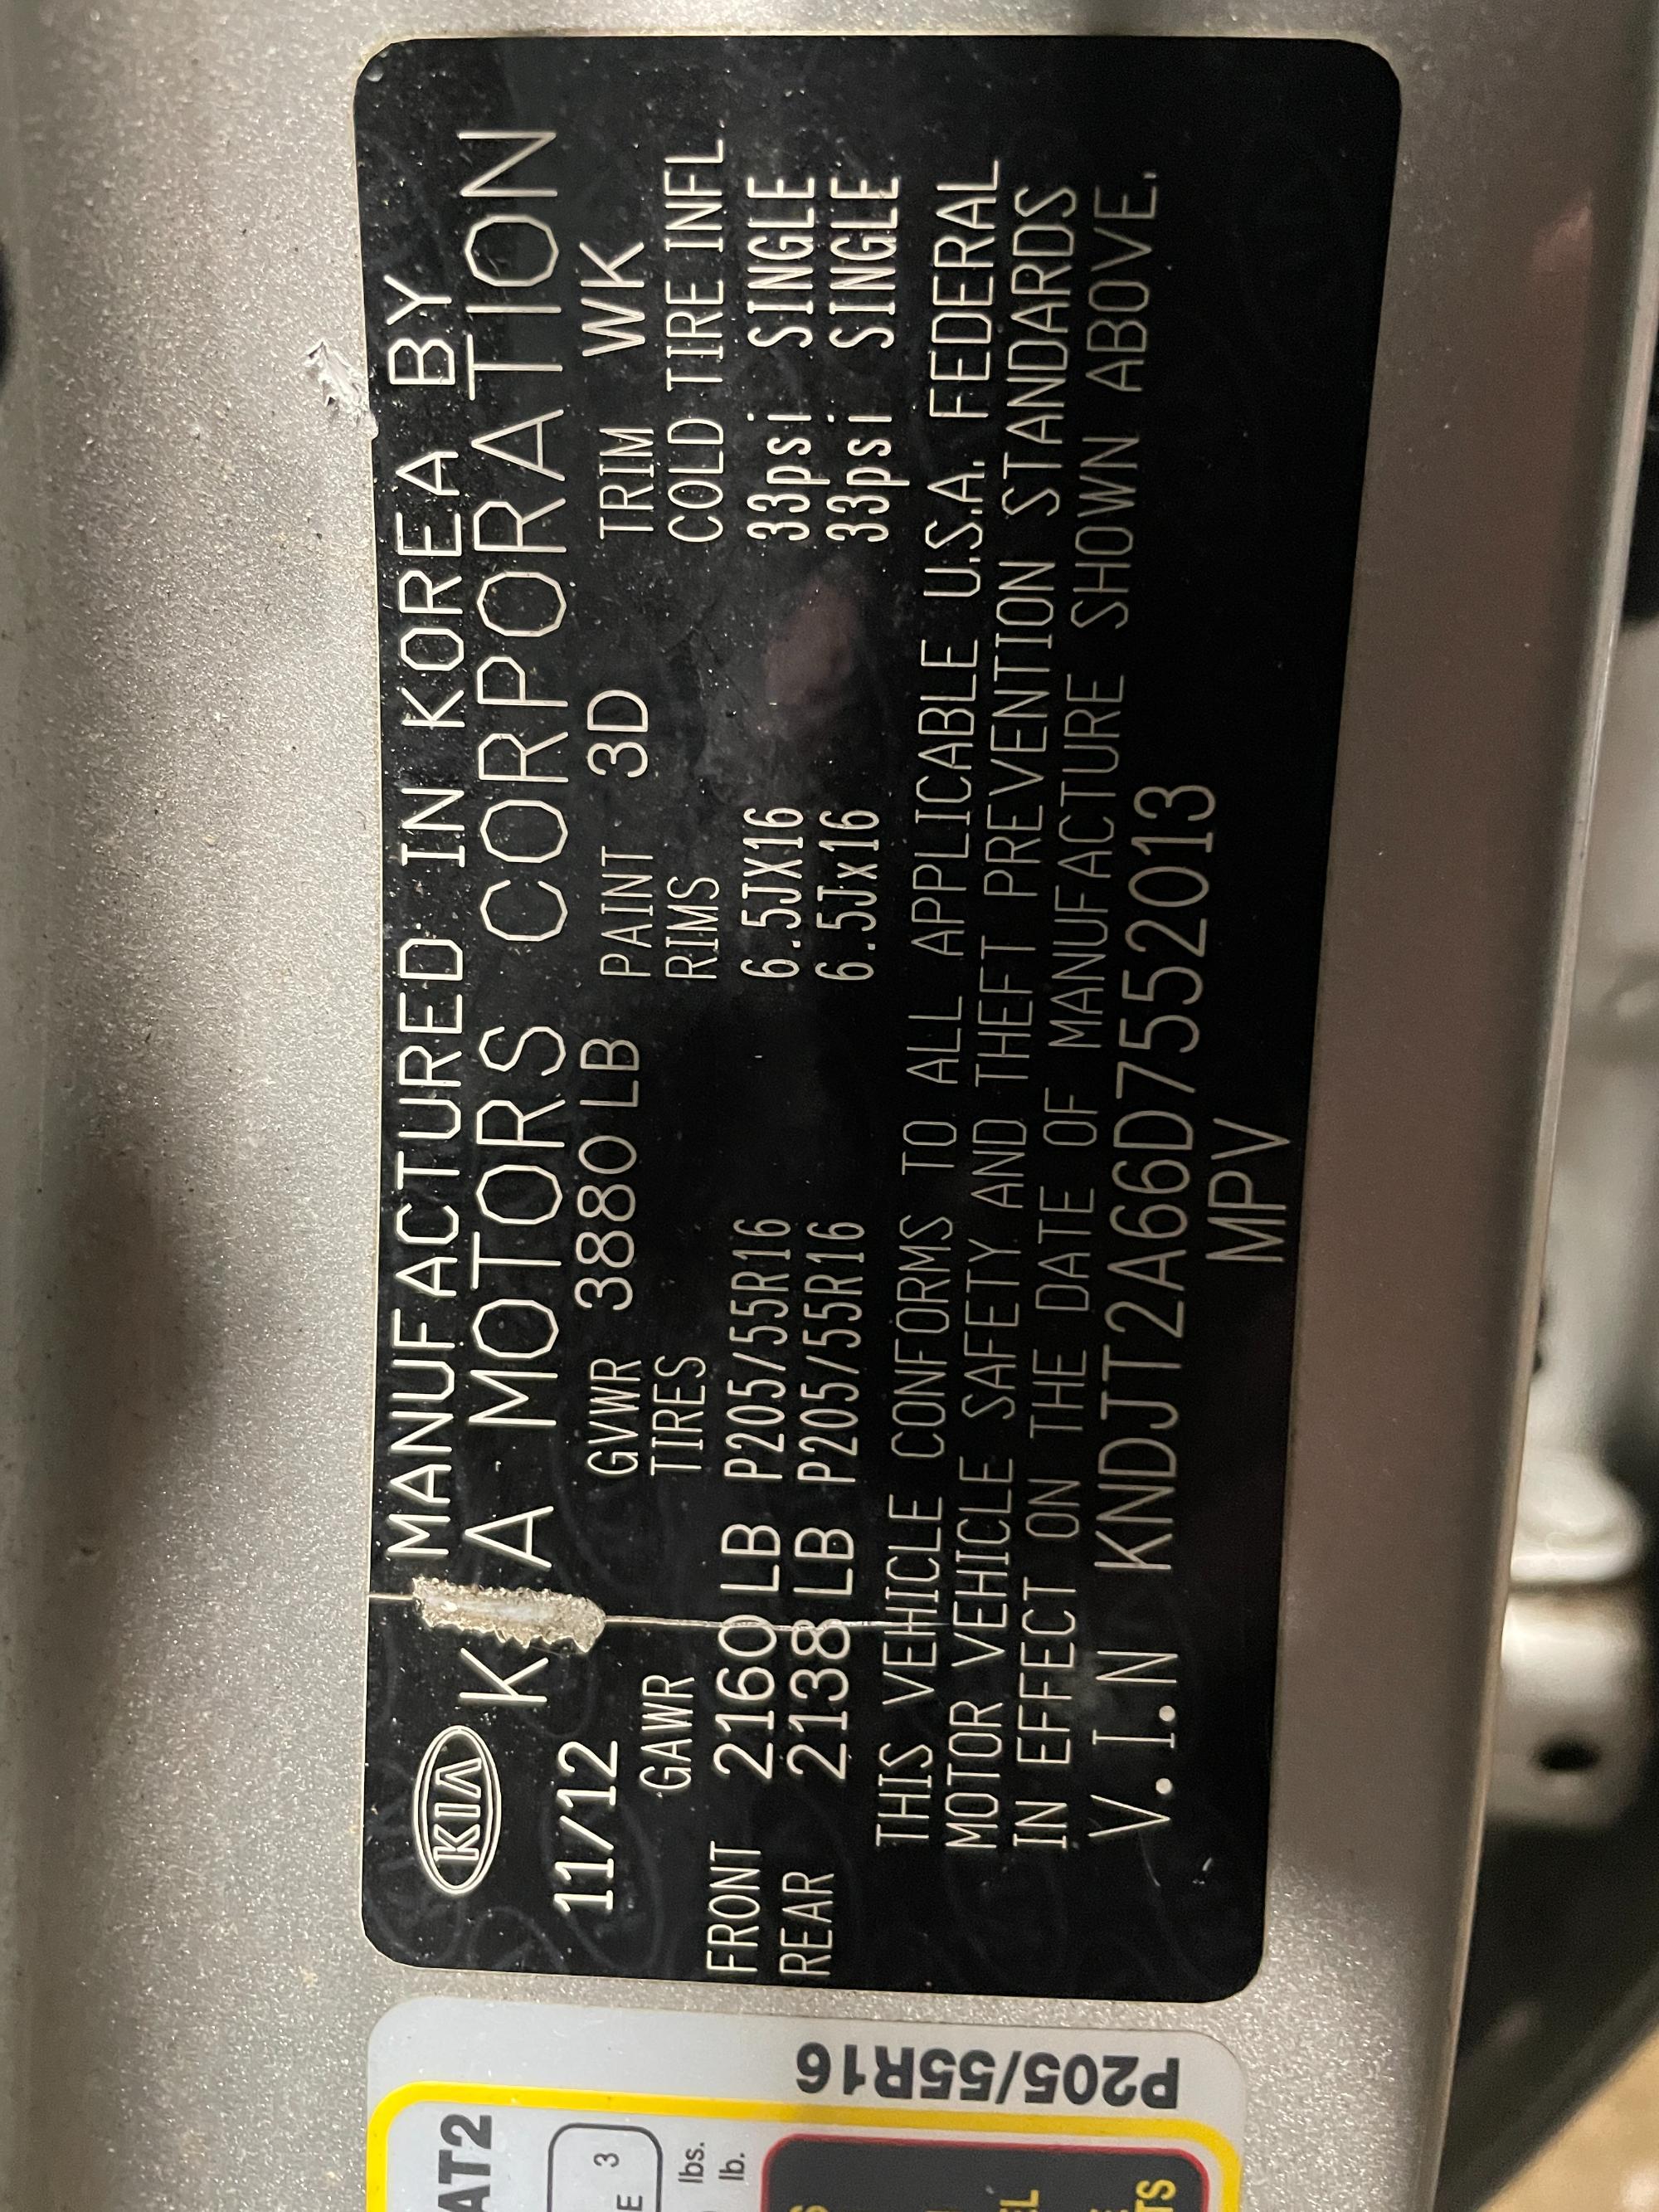 KIA MANUFACTURED IN KOREA BY
K A MOTORS CORPORATION
11/12 GVWR 3880 LB PAINT 3D TRIM WK
GAWR TIRES RIMS COLD TIRE INFL
FRONT 2160 LB P205/55R16 6.5JX16 33psi SINGLE
REAR 2138 LB P205/55R16 6.5Jx16 33psi SINGLE
THIS VEHICLE CONFORMS TO ALL APPLICABLE U.S.A. FEDERAL
MOTOR VEHICLE SAFETY AND THEFT PREVENTION STANDARDS
IN EFFECT ON THE DATE OF MANUFACTURE SHOWN ABOVE.
V.I.N KNDJT2A66D7552013
MPV
P205/55R16
AT2
3
lbs.
lb.